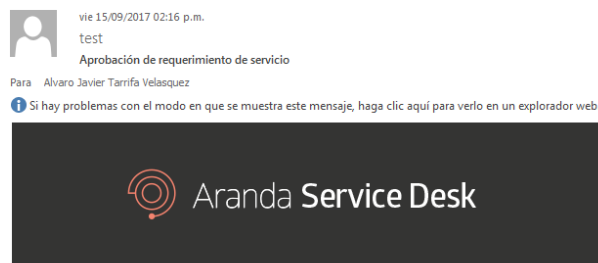 vie 15/09/2017 02:16 p.m.
test
Aprobación de requerimiento de servicio
Para Alvaro Javier Tarrifa Velasquez
Si hay problemas con el modo en que se muestra este mensaje, haga clic aquí para verlo en un explorador web
Aranda Service Desk